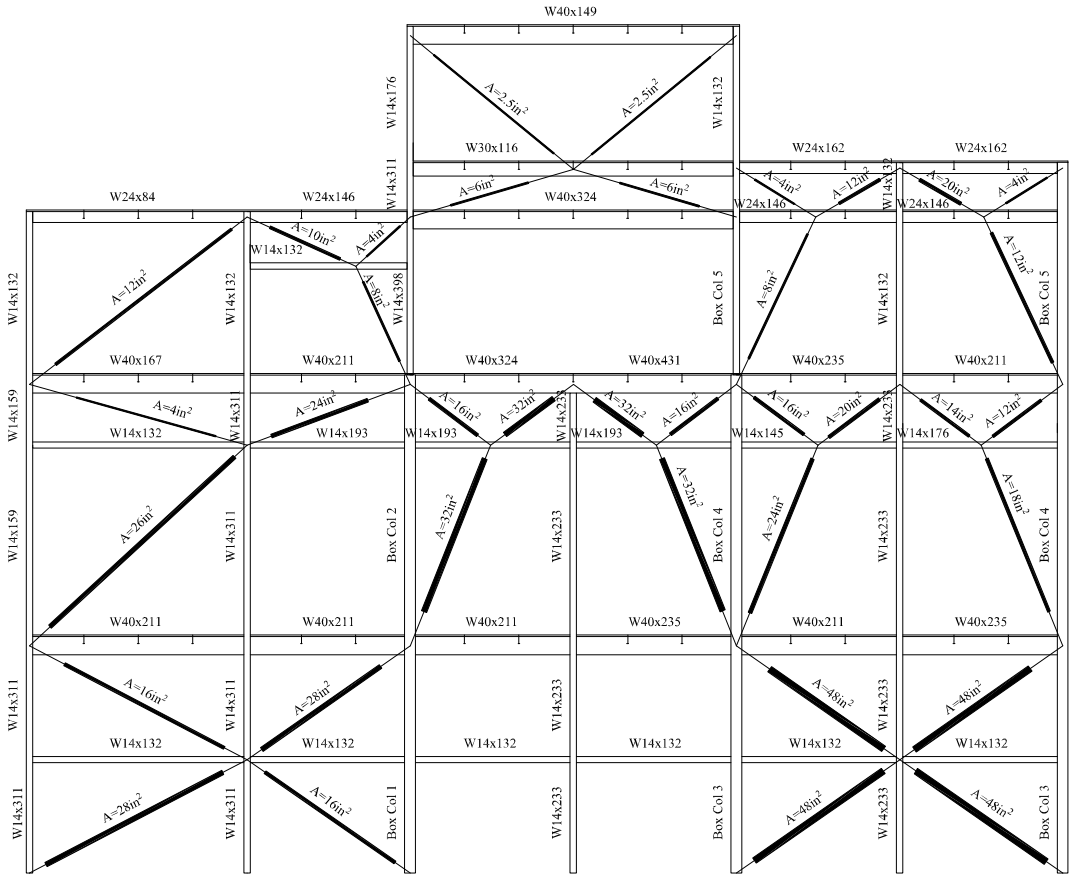 W40x149
W14x176
A=2.5in²
A=2.5in²
W14x132
W30x116
W24x162
W24x162
W14x311
A=6in²
W40x324
A=6in²
A=4in²
A=12in²
W14x132
A=20in²
A=4in²
W24x84
W24x146
W24x146
W24x146
W14x132
A=12in²
W14x132
W14x132
A=10in²
A=4in²
A=8in²
W14x398
Box Col 5
A=8in²
W14x132
A=12in²
Box Col 5
W40x167
W40x211
W40x324
W40x431
W40x235
W40x211
W14x159
A=4in²
W14x311
A=24in²
A=16in²
A=32in²
W14x233
A=32in²
A=16in²
A=16in²
A=20in²
W14x233
A=14in²
A=12in²
W14x132
W14x193
W14x193
W14x193
W14x145
W14x176
W14x159
A=26in²
W14x311
Box Col 2
A=32in²
W14x233
A=32in²
Box Col 4
A=24in²
W14x233
A=18in²
Box Col 4
W40x211
W40x211
W40x211
W40x235
W40x211
W40x235
W14x311
A=16in²
W14x311
A=28in²
W14x233
A=48in²
W14x233
A=48in²
W14x132
W14x132
W14x132
W14x132
W14x132
W14x132
W14x311
A=28in²
W14x311
A=16in²
Box Col 1
W14x233
Box Col 3
A=48in²
W14x233
A=48in²
Box Col 3